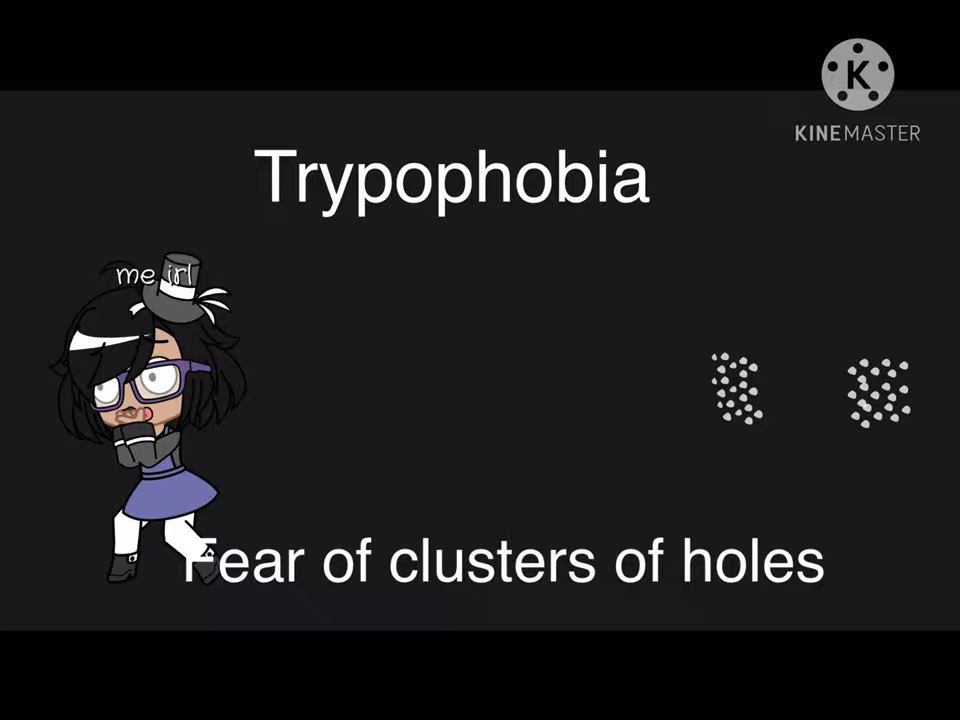 K
KINEMASTER
Trypophobia
me irl
Fear of clusters of holes